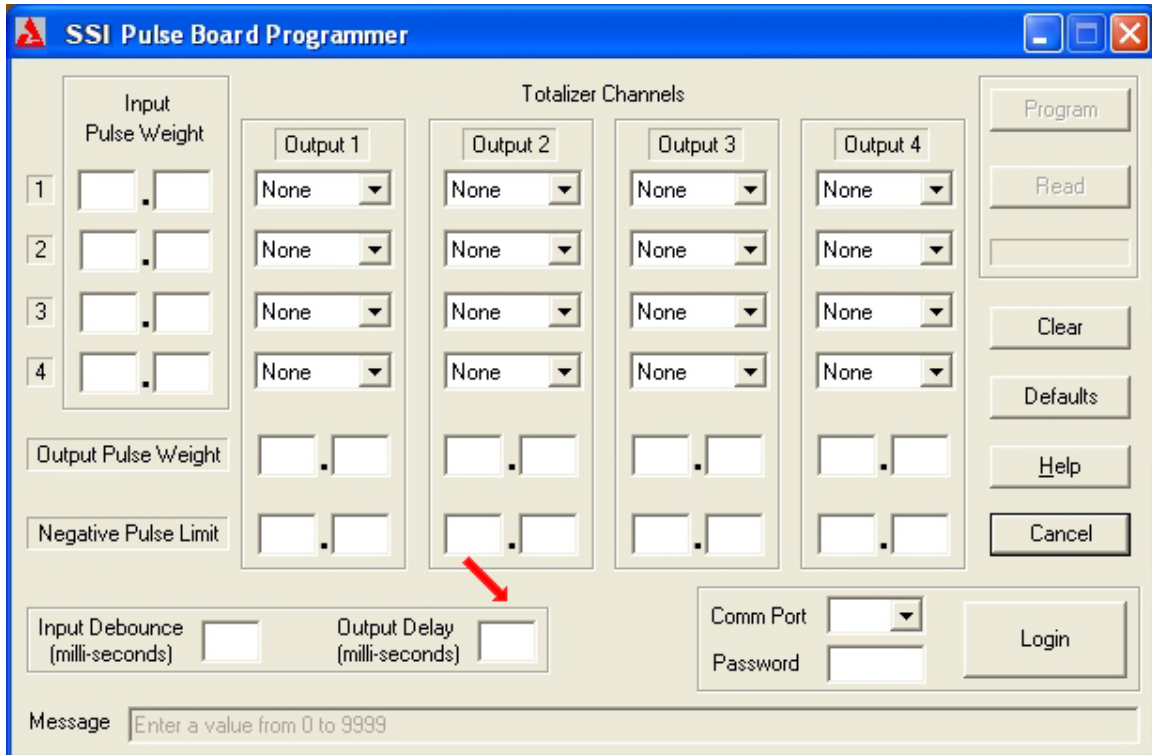 SSI Pulse Board Programmer
Input
Pulse Weight
Totalizer Channels
Output 1 Output 2 Output 3 Output 4
Program
1 . None None None None
Read
2 . None None None None
3 . None None None None
Clear
4 . None None None None
Defaults
Output Pulse Weight . . . .
Help
Negative Pulse Limit . . . .
Cancel
Input Debounce
(milli-seconds)
Output Delay
(milli-seconds)
Comm Port
Password
Login
Message Enter a value from 0 to 9999